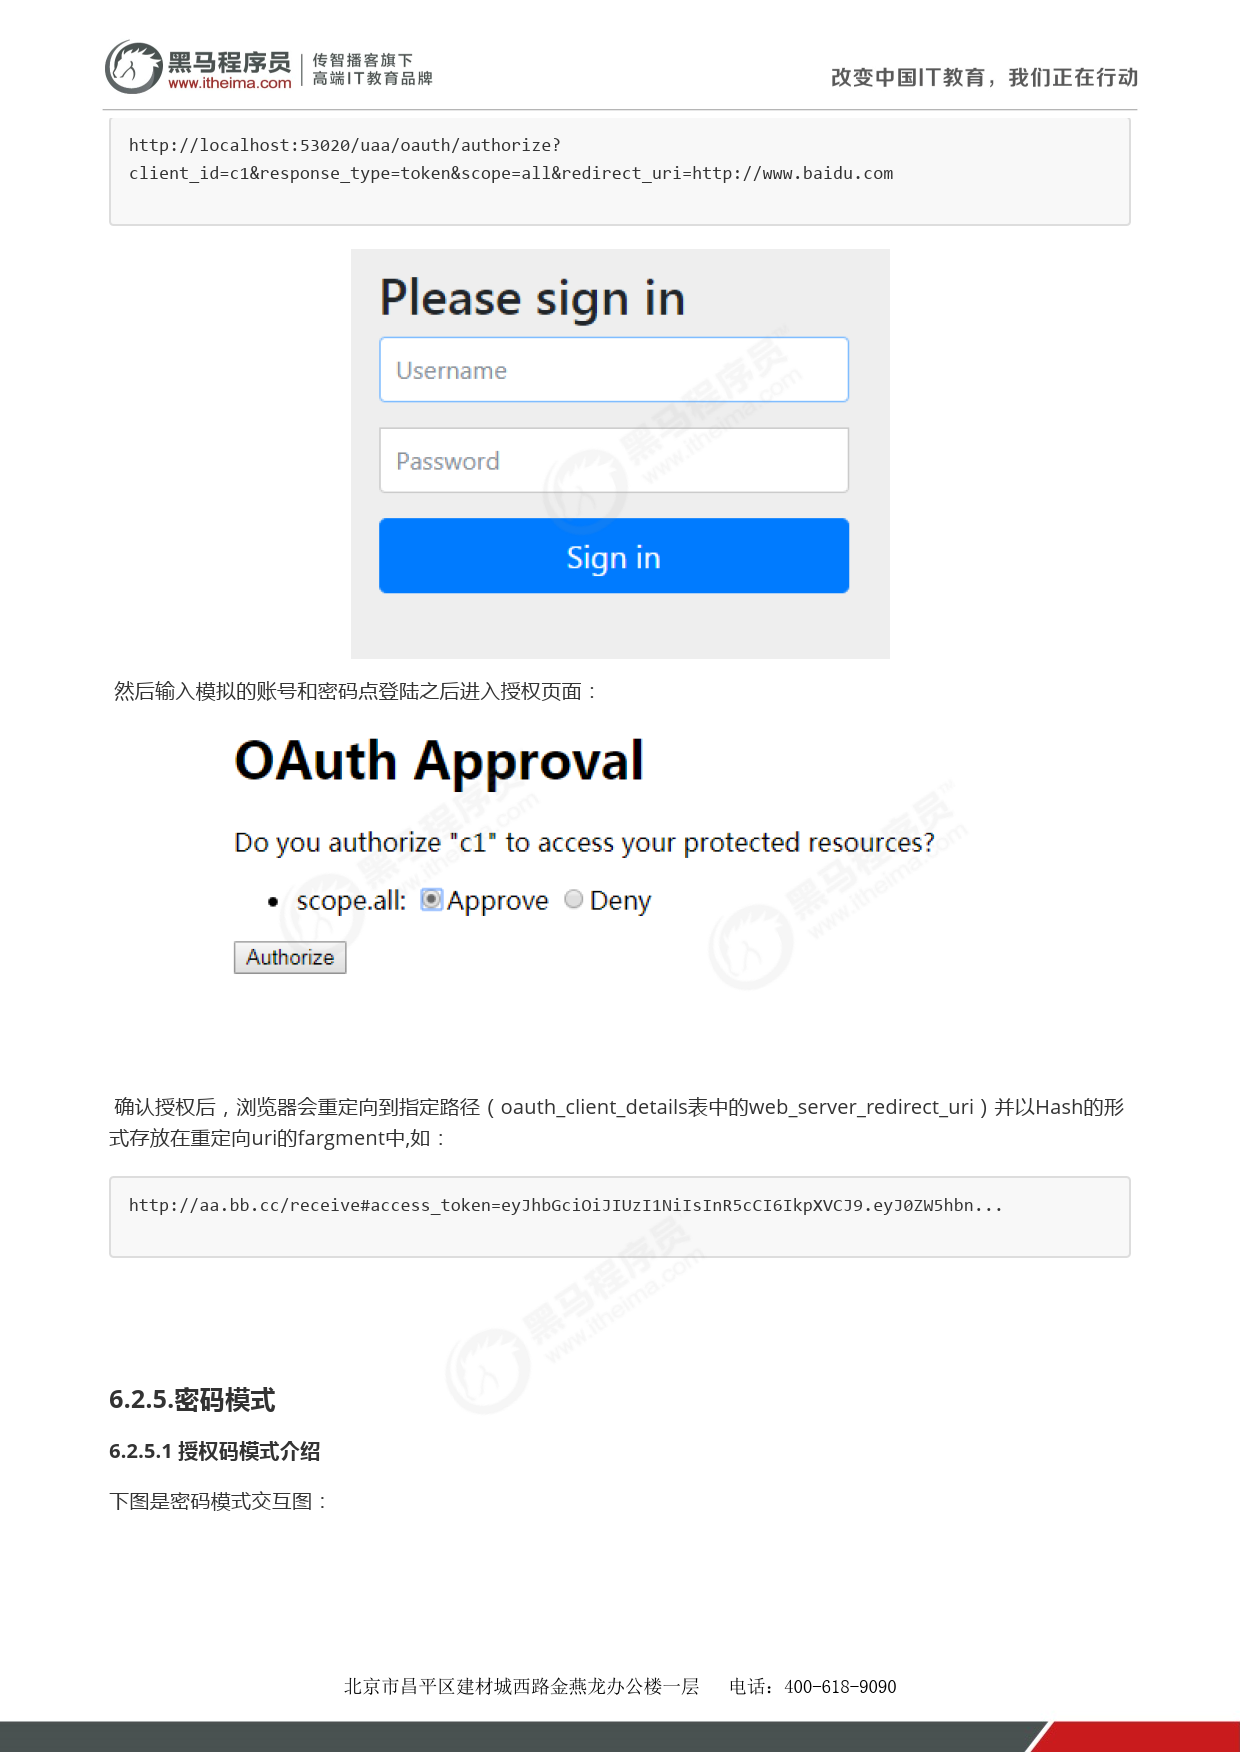 黑马程序员
www.itheima.com
传智播客旗下
高端IT教育品牌
改变中国IT教育，我们正在行动
http://localhost:53020/uaa/oauth/authorize?
client_id=c1&response_type=token&scope=all&redirect_uri=http://www.baidu.com
Please sign in
Username
Password
Sign in
然后输入模拟的账号和密码点登陆之后进入授权页面：
OAuth Approval
Do you authorize "c1" to access your protected resources?
• scope.all: Approve Deny
Authorize
确认授权后，浏览器会重定向到指定路径（oauth_client_details表中的web_server_redirect_uri）并以Hash的形
式存放在重定向uri的fargment中,如：
http://aa.bb.cc/receive#access_token=eyJhbGciOiJIUzI1NiIsInR5cCI6IkpXVCJ9.eyJ0ZW5hbn...
6.2.5.密码模式
6.2.5.1 授权码模式介绍
下图是密码模式交互图：
北京市昌平区建材城西路金燕龙办公楼一层 电话：400-618-9090